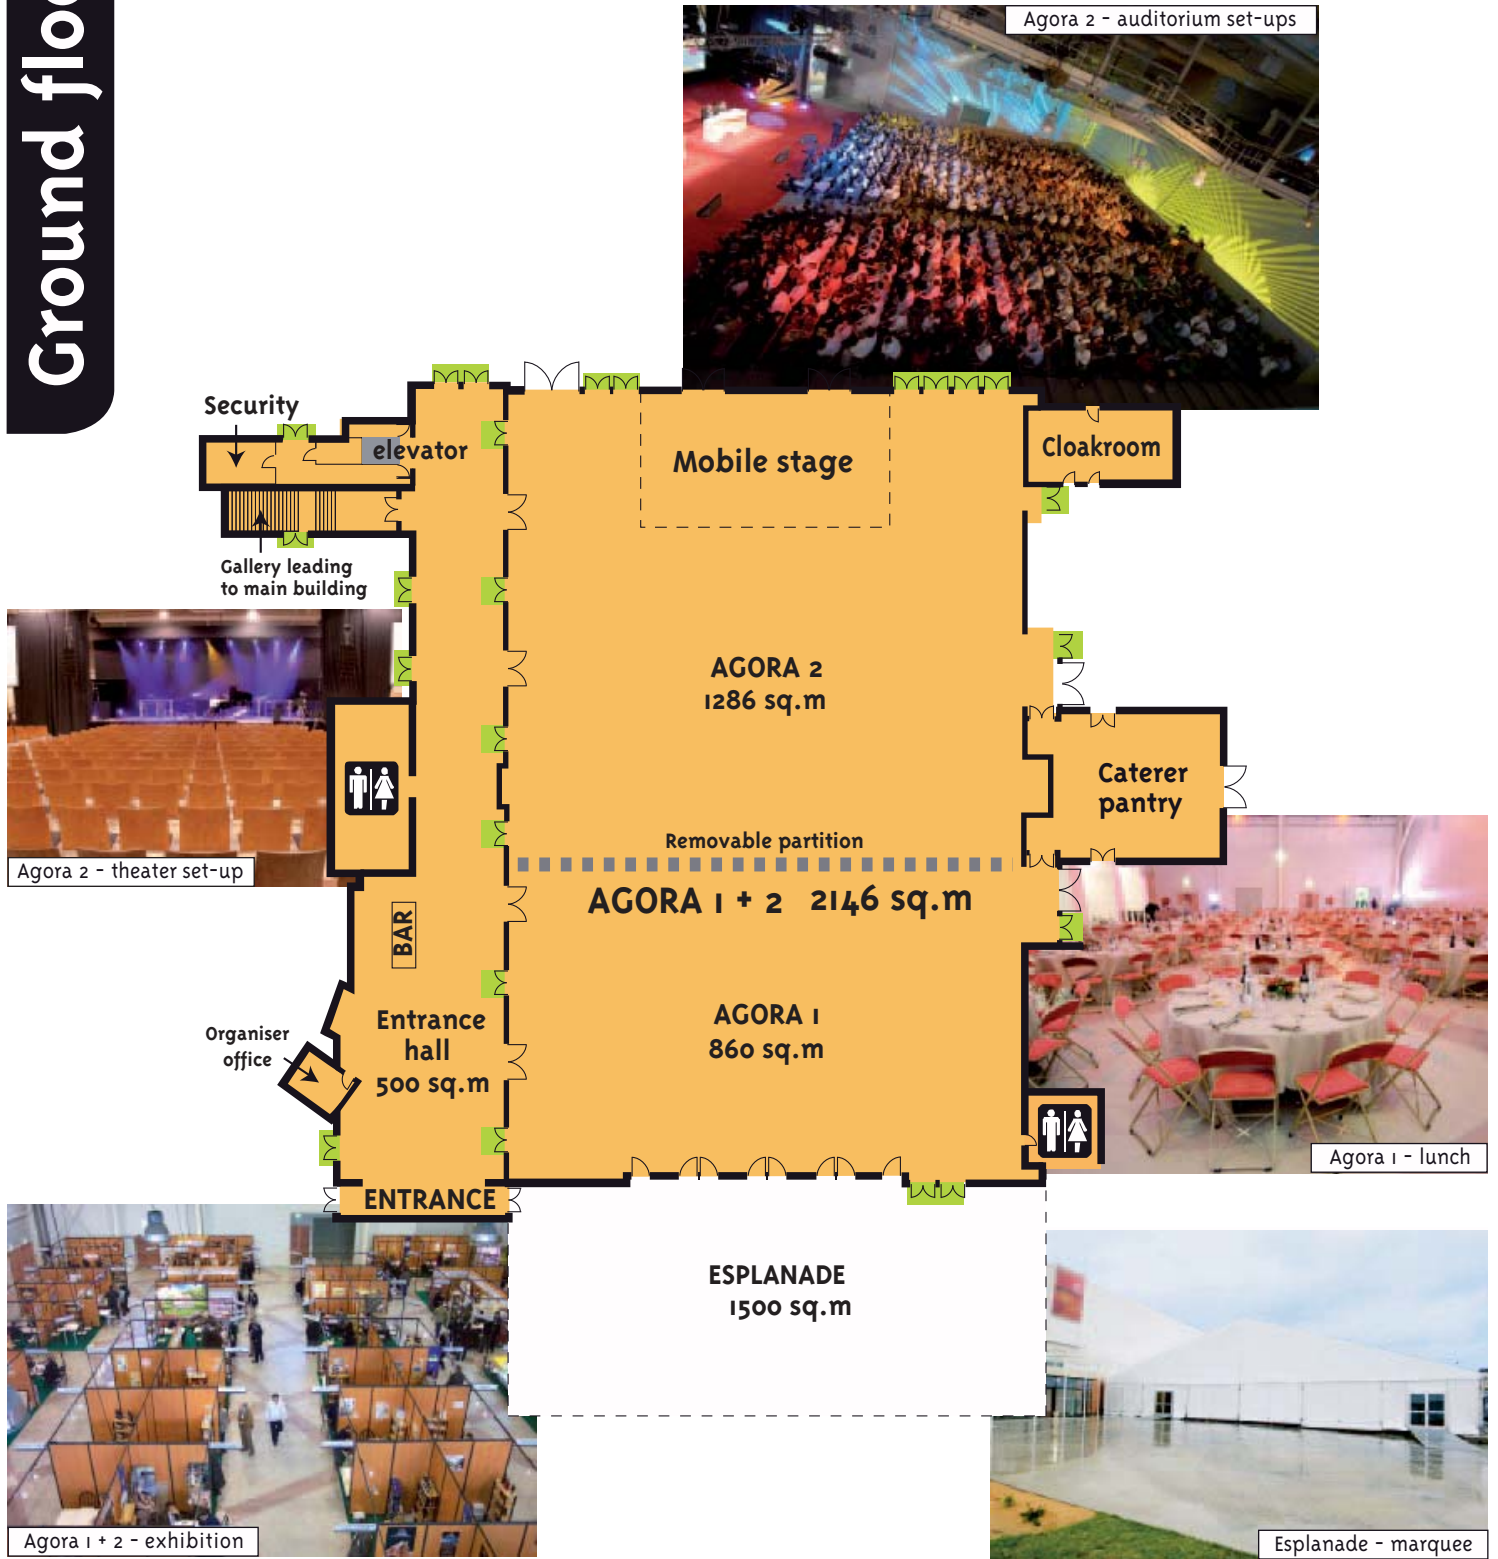 Ground
Agora 2 - auditorium set-ups
Security
elevator
Mobile stage
Cloakroom
Gallery leading
to main building
AGORA 2
1286 sq.m
Caterer
pantry
Removable partition
Agora 2 - theater set-up
AGORA 1 + 2 2146 sq.m
BAR
Entrance
hall
500 sq.m
Organiser
office
AGORA 1
860 sq.m
Agora 1 - lunch
ENTRANCE
ESPLANADE
1500 sq.m
Agora 1 + 2 - exhibition
Esplanade - marquee